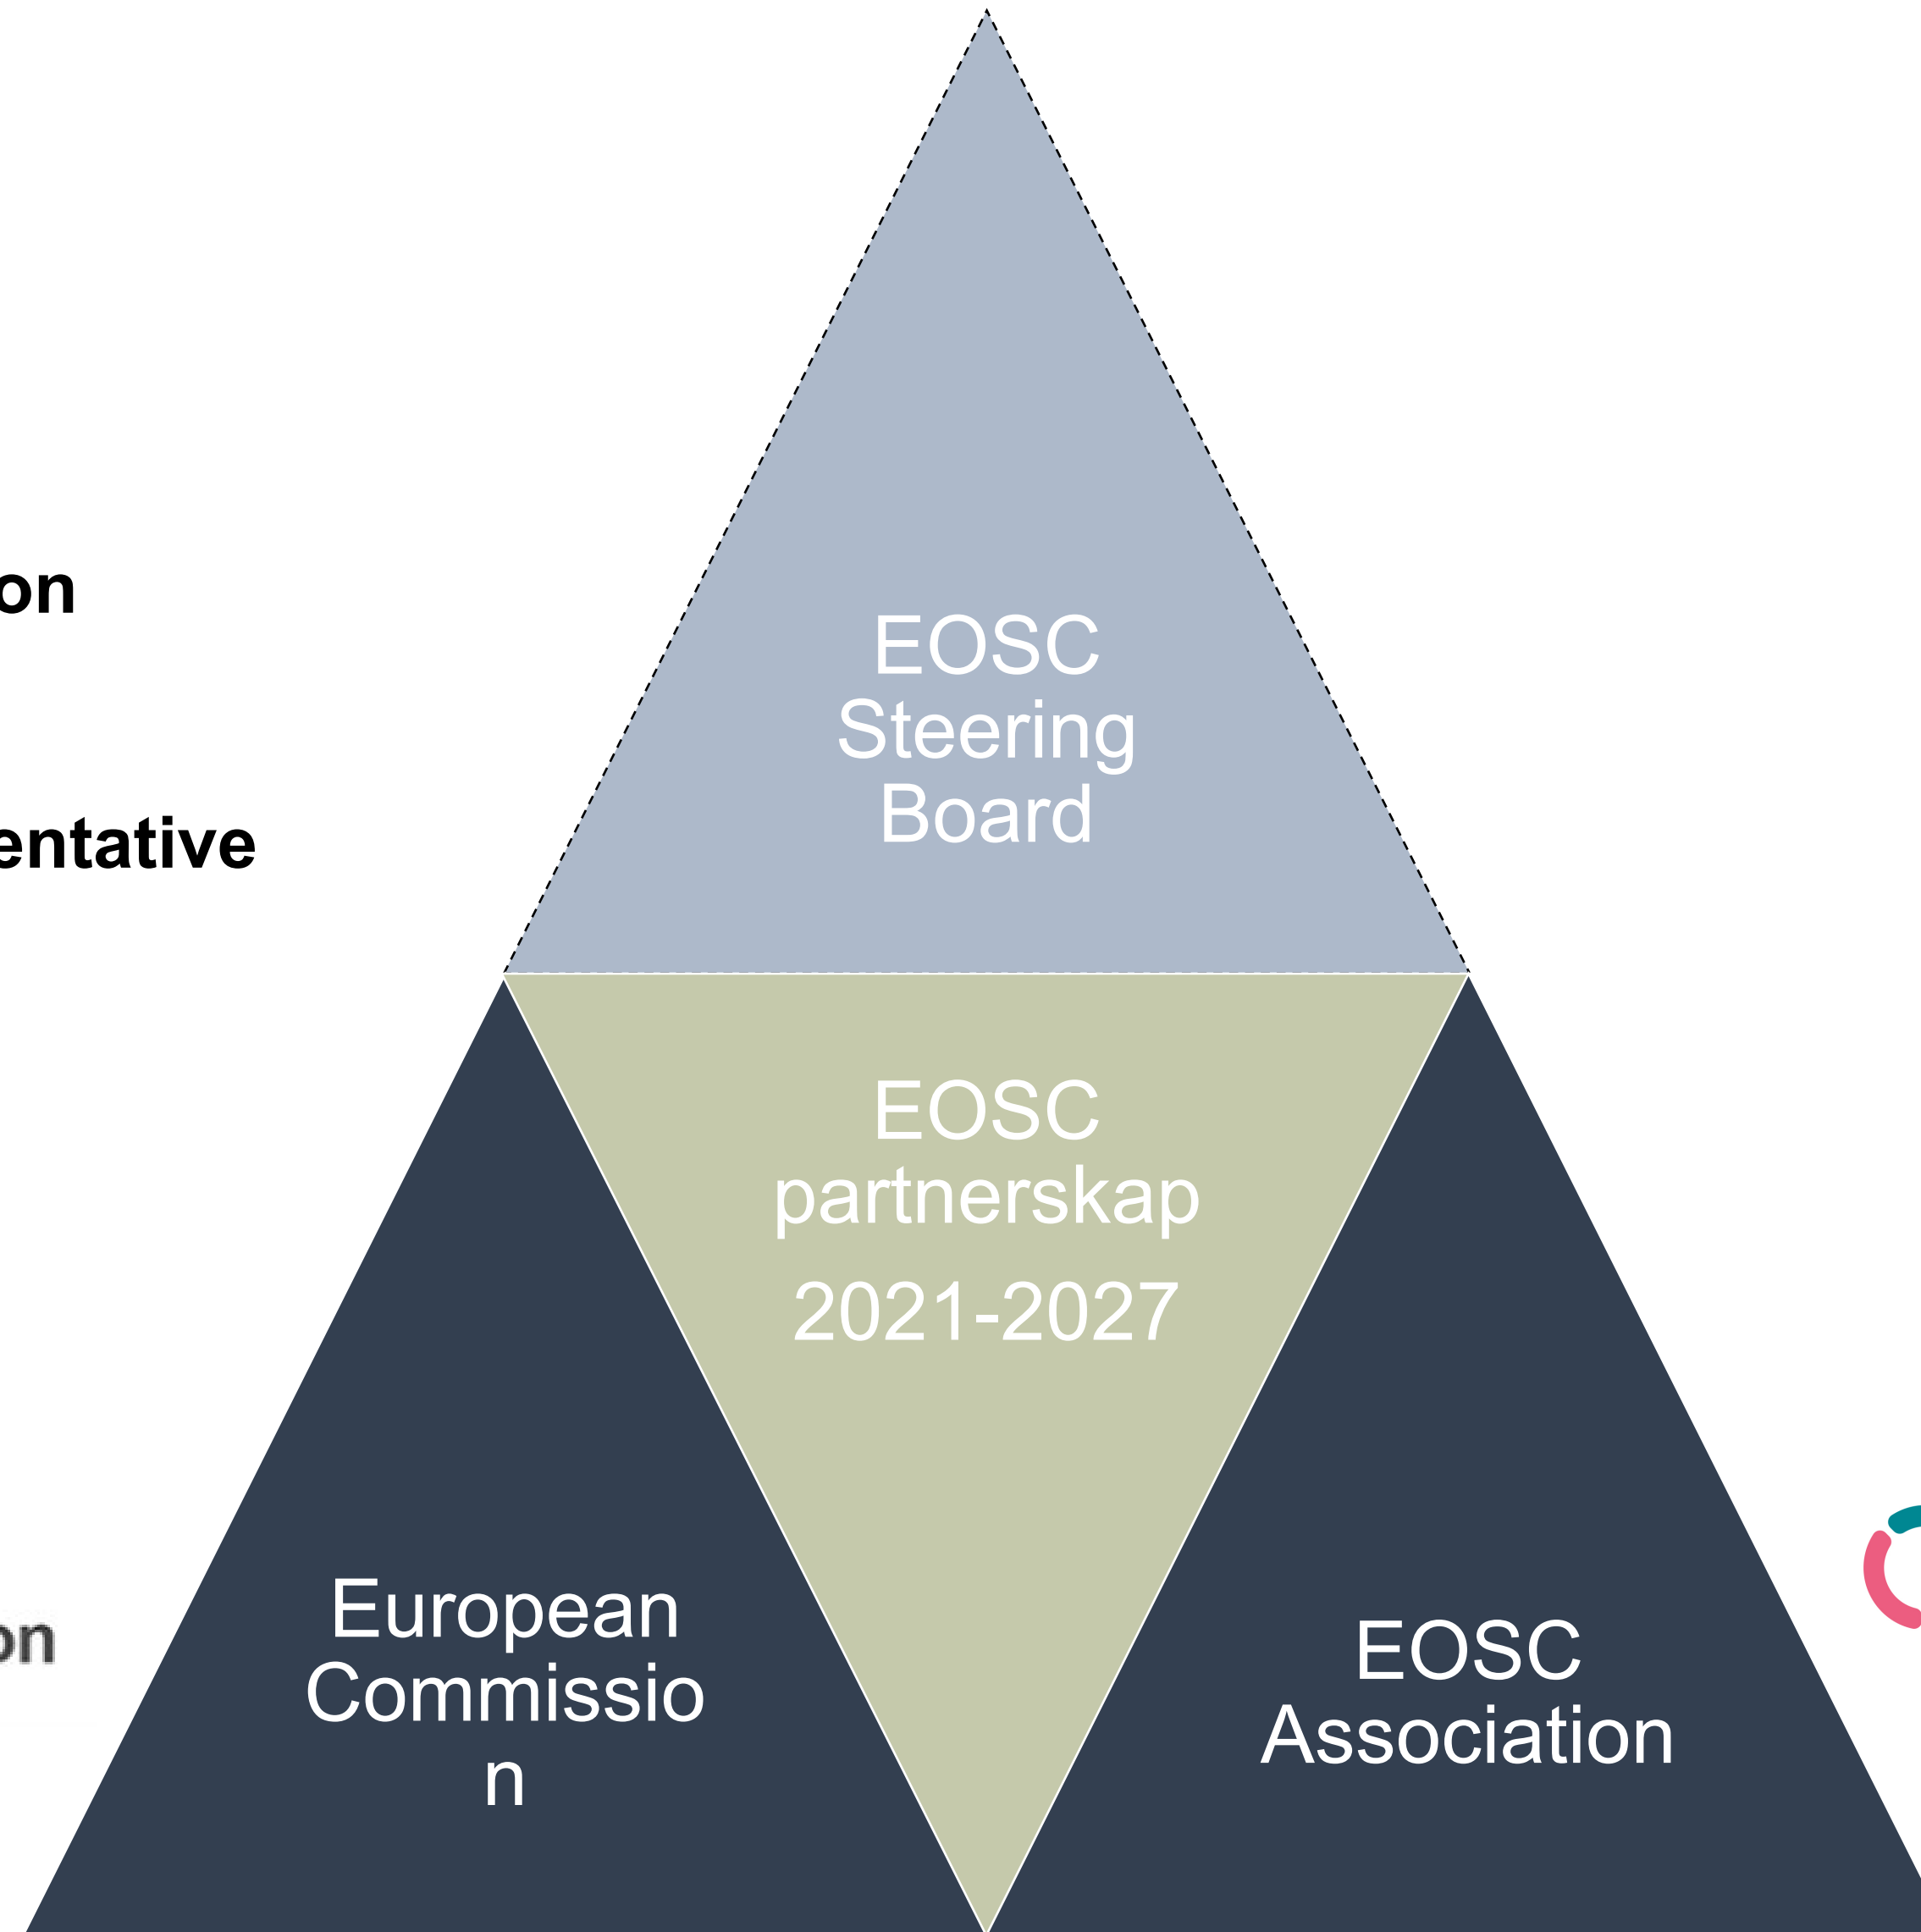 on
EOSC
Steering
Board
entative
EOSC
partnerskap
2021-2027
European
Commissio
n
on
EOSC
Association